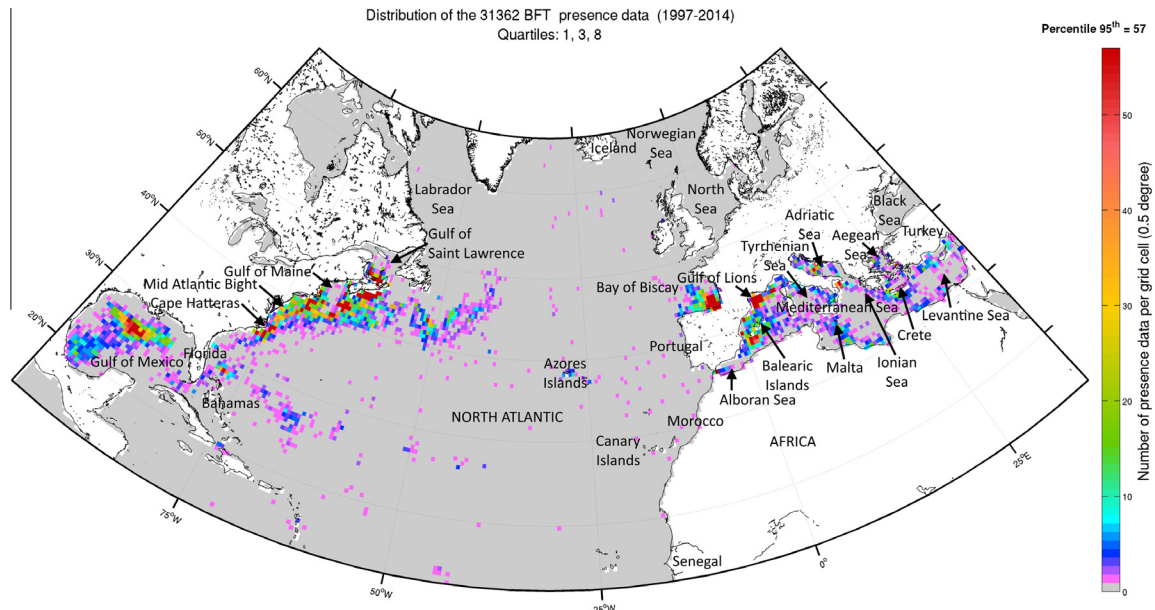 Distribution of the 31362 BFT presence data (1997-2014)
Quartiles: 1, 3, 8
Percentile 95th = 57
60°N
50°N
40°N
30°N
20°N
75°W
50°W
25°W
0°
25°E
Iceland
Norwegian
Sea
Labrador
Sea
North
Sea
Black
Sea
Adriatic
Sea
Aegean
Sea
Turkey
Gulf of
Saint Lawrence
Tyrrhenian
Sea
Gulf of Maine
Gulf of Lions
Mid Atlantic Bight
Bay of Biscay
Cape Hatteras
Mediterranean Sea
Levantine Sea
Crete
Florida
Portugal
Gulf of Mexico
Azores
Islands
Balearic
Islands
Malta
Ionian
Sea
Alboran Sea
Bahamas
NORTH ATLANTIC
Morocco
Canary
Islands
AFRICA
Senegal
50
40
30
20
10
0
Number of presence data per grid cell (0.5 degree)